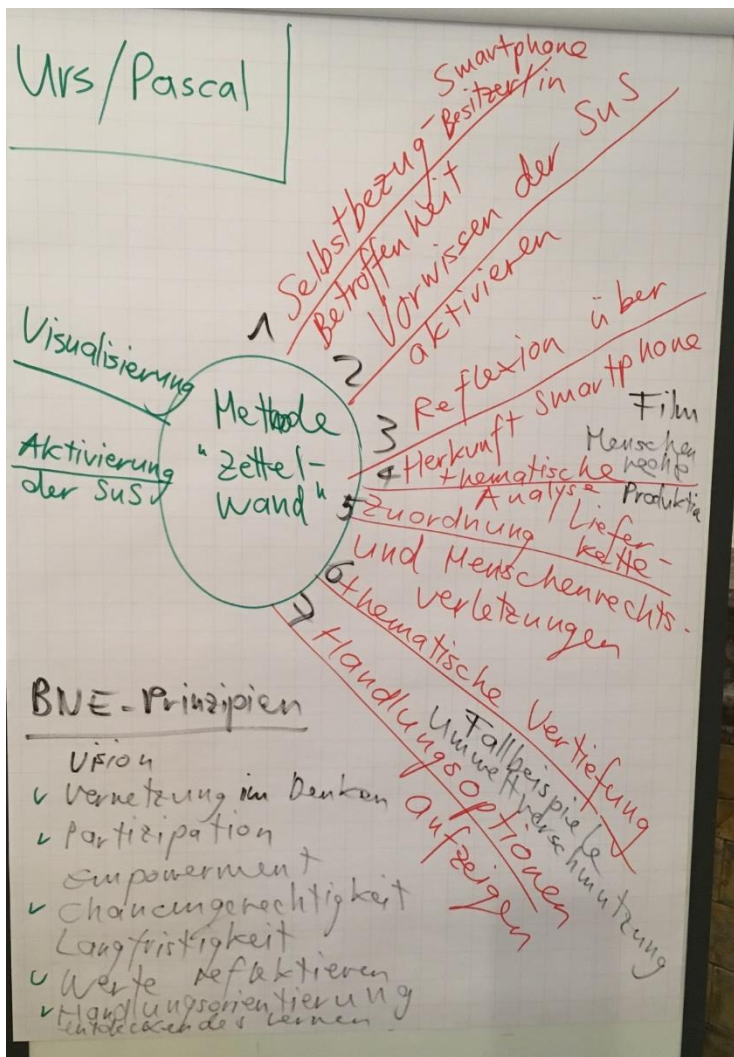 Urs/Pascal
Visualisierung
Aktivierung
der SuS
Methode
"Zettel-
wand"
1
Selbstbezug - Smartphone
Besitzer/in
Betroffenheit
2
Vorwissen der SuS
aktivieren
3
Reflexion über
Herkunft Smartphone
4
thematische
Analyse
Film
Menschen
rechte
Produktio
5
Zuordnung Liefer-
kette
und Menschenrechts-
verletzungen
6
thematische Vertiefung
Fallbeispiele
Umweltverschmutzung
7
Handlungsoptionen
aufzeigen
BNE-Prinzipien
Vision
✓ Vernetzung im Denken
✓ Partizipation
Empowerment
✓ Chancengerechtigkeit
Langfristigkeit
✓ Werte reflektieren
✓ Handlungsorientierung
entdeckendes Lernen